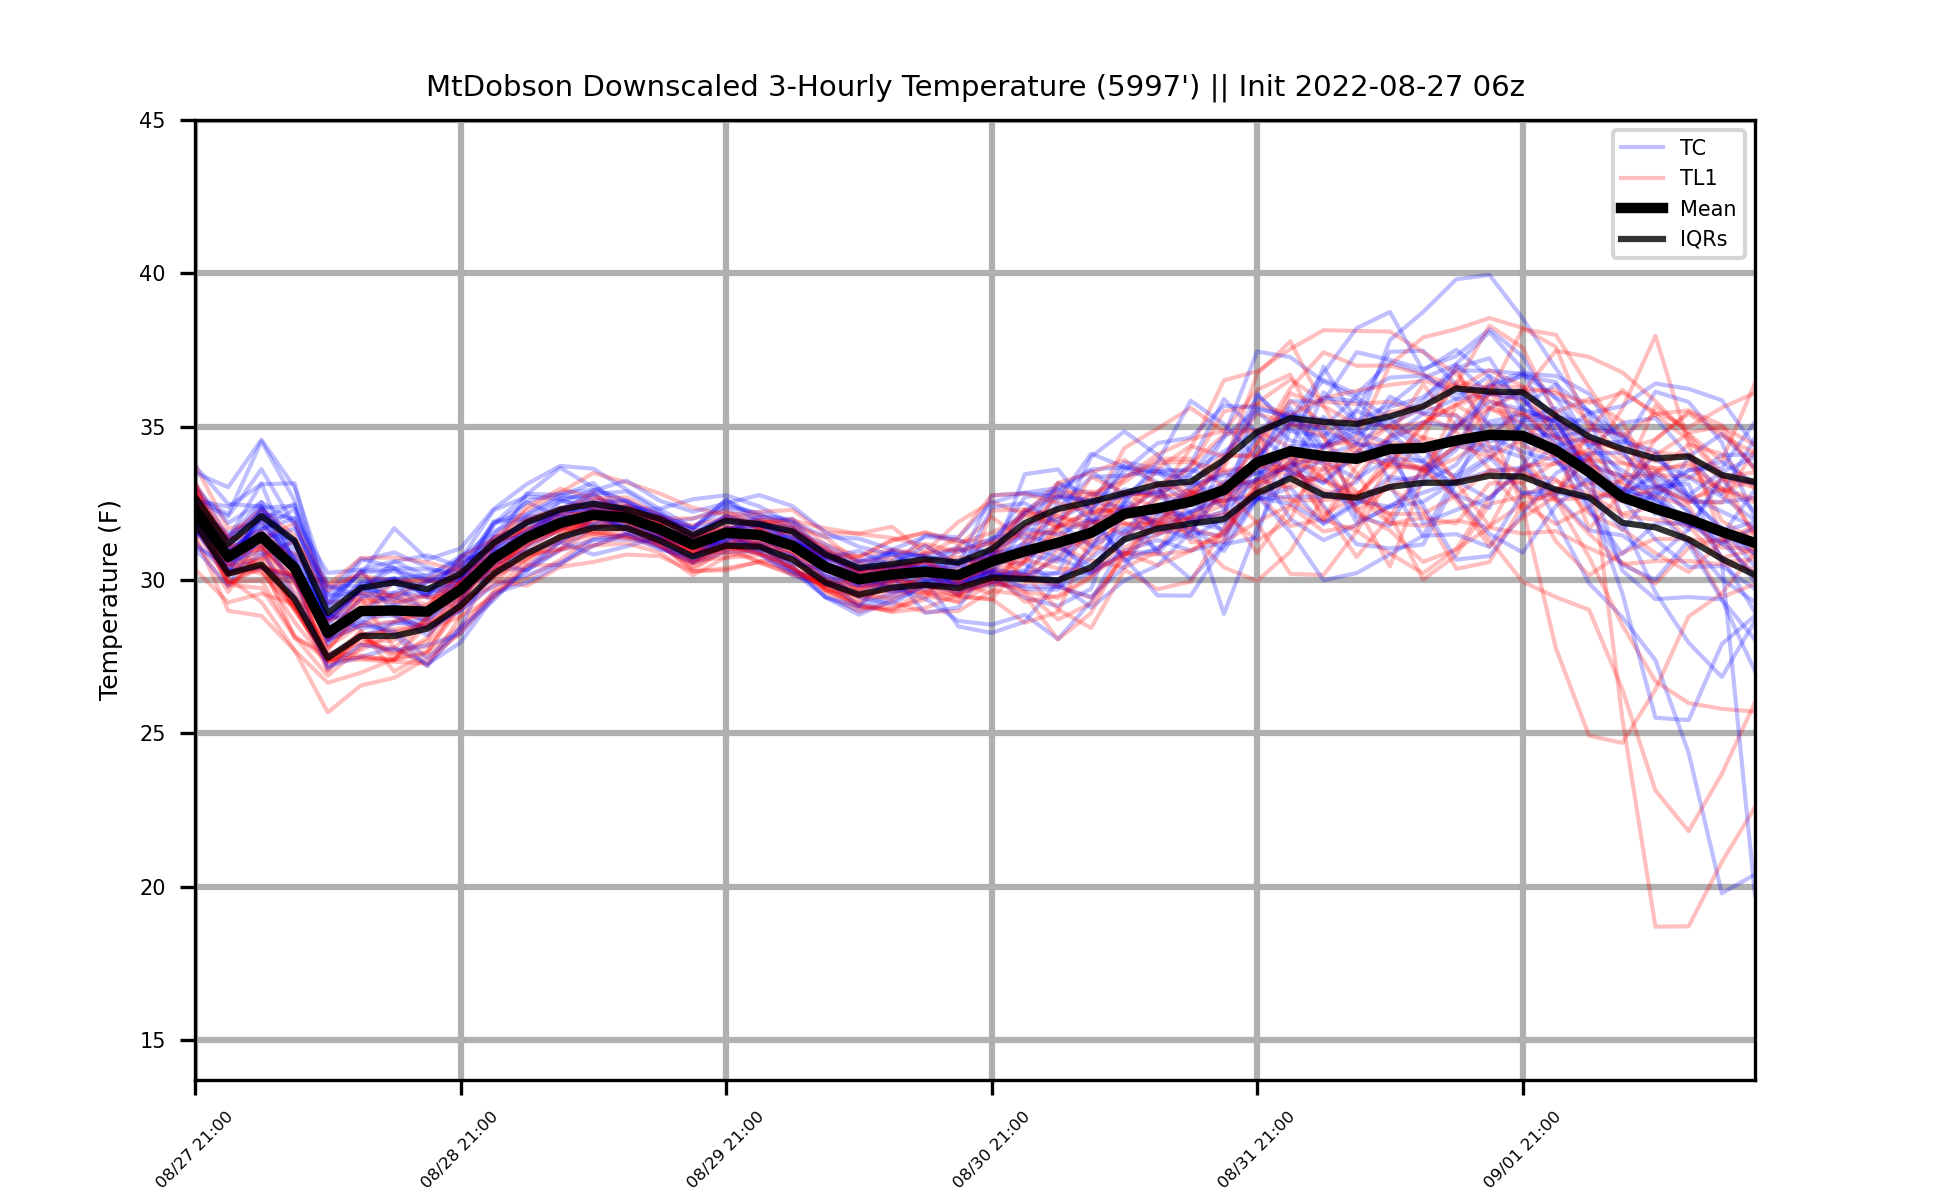 MtDobson Downscaled 3-Hourly Temperature (5997') || Init 2022-08-27 06z
TC
TL1
Mean
IQRs
Temperature (F)
45
40
35
30
25
20
15
08/27 21:00
08/28 21:00
08/29 21:00
08/30 21:00
08/31 21:00
09/01 21:00